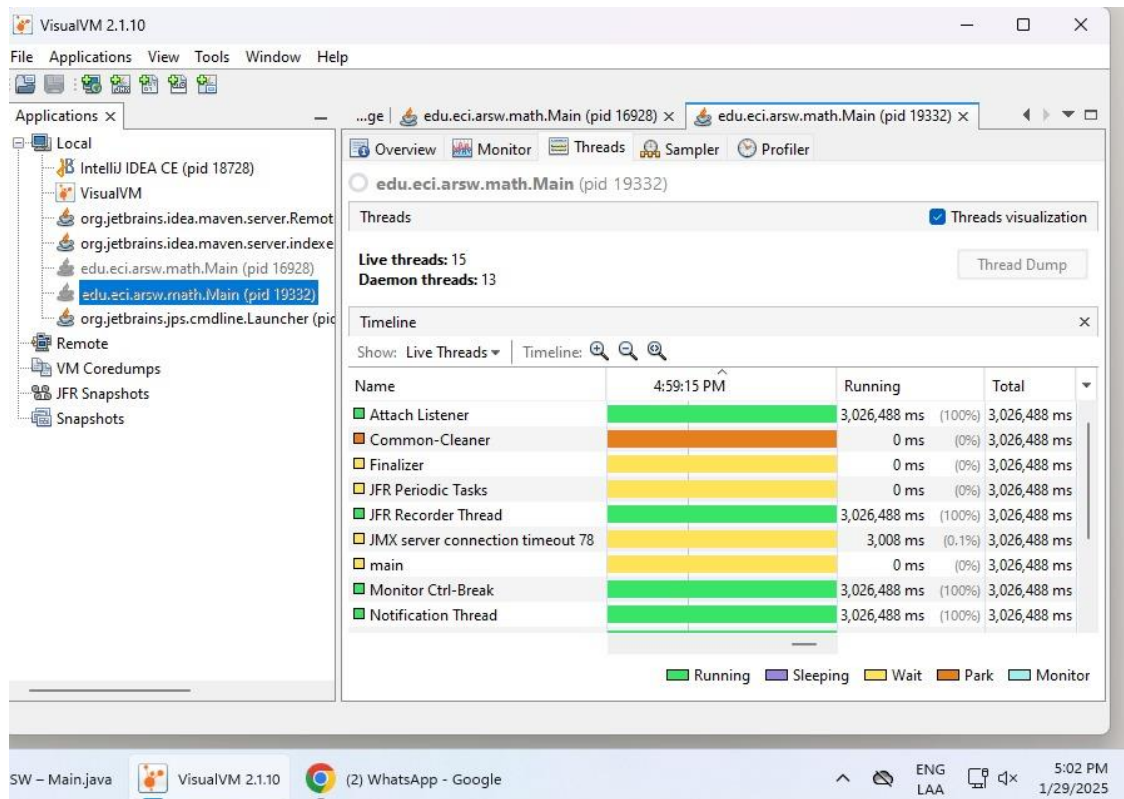 VisualVM 2.1.10
File Applications View Tools Window Help
Applications
...ge edu.eci.arsw.math.Main (pid 16928) edu.eci.arsw.math.Main (pid 19332)
Local
IntelliJ IDEA CE (pid 18728)
VisualVM
org.jetbrains.idea.maven.server.Remot
org.jetbrains.idea.maven.server.indexe
edu.eci.arsw.math.Main (pid 16928)
edu.eci.arsw.math.Main (pid 19332)
org.jetbrains.jps.cmdline.Launcher (pid
Remote
VM Coredumps
JFR Snapshots
Snapshots
Overview Monitor Threads Sampler Profiler
edu.eci.arsw.math.Main (pid 19332)
Threads Threads visualization
Live threads: 15
Daemon threads: 13
Thread Dump
Timeline
Show: Live Threads Timeline:
Name 4:59:15 PM Running Total
Attach Listener 3,026,488 ms (100%) 3,026,488 ms
Common-Cleaner 0 ms (0%) 3,026,488 ms
Finalizer 0 ms (0%) 3,026,488 ms
JFR Periodic Tasks 0 ms (0%) 3,026,488 ms
JFR Recorder Thread 3,026,488 ms (100%) 3,026,488 ms
JMX server connection timeout 78 3,008 ms (0.1%) 3,026,488 ms
main 0 ms (0%) 3,026,488 ms
Monitor Ctrl-Break 3,026,488 ms (100%) 3,026,488 ms
Notification Thread 3,026,488 ms (100%) 3,026,488 ms
Running Sleeping Wait Park Monitor
SW – Main.java VisualVM 2.1.10 (2) WhatsApp - Google ENG LAA 5:02 PM 1/29/2025